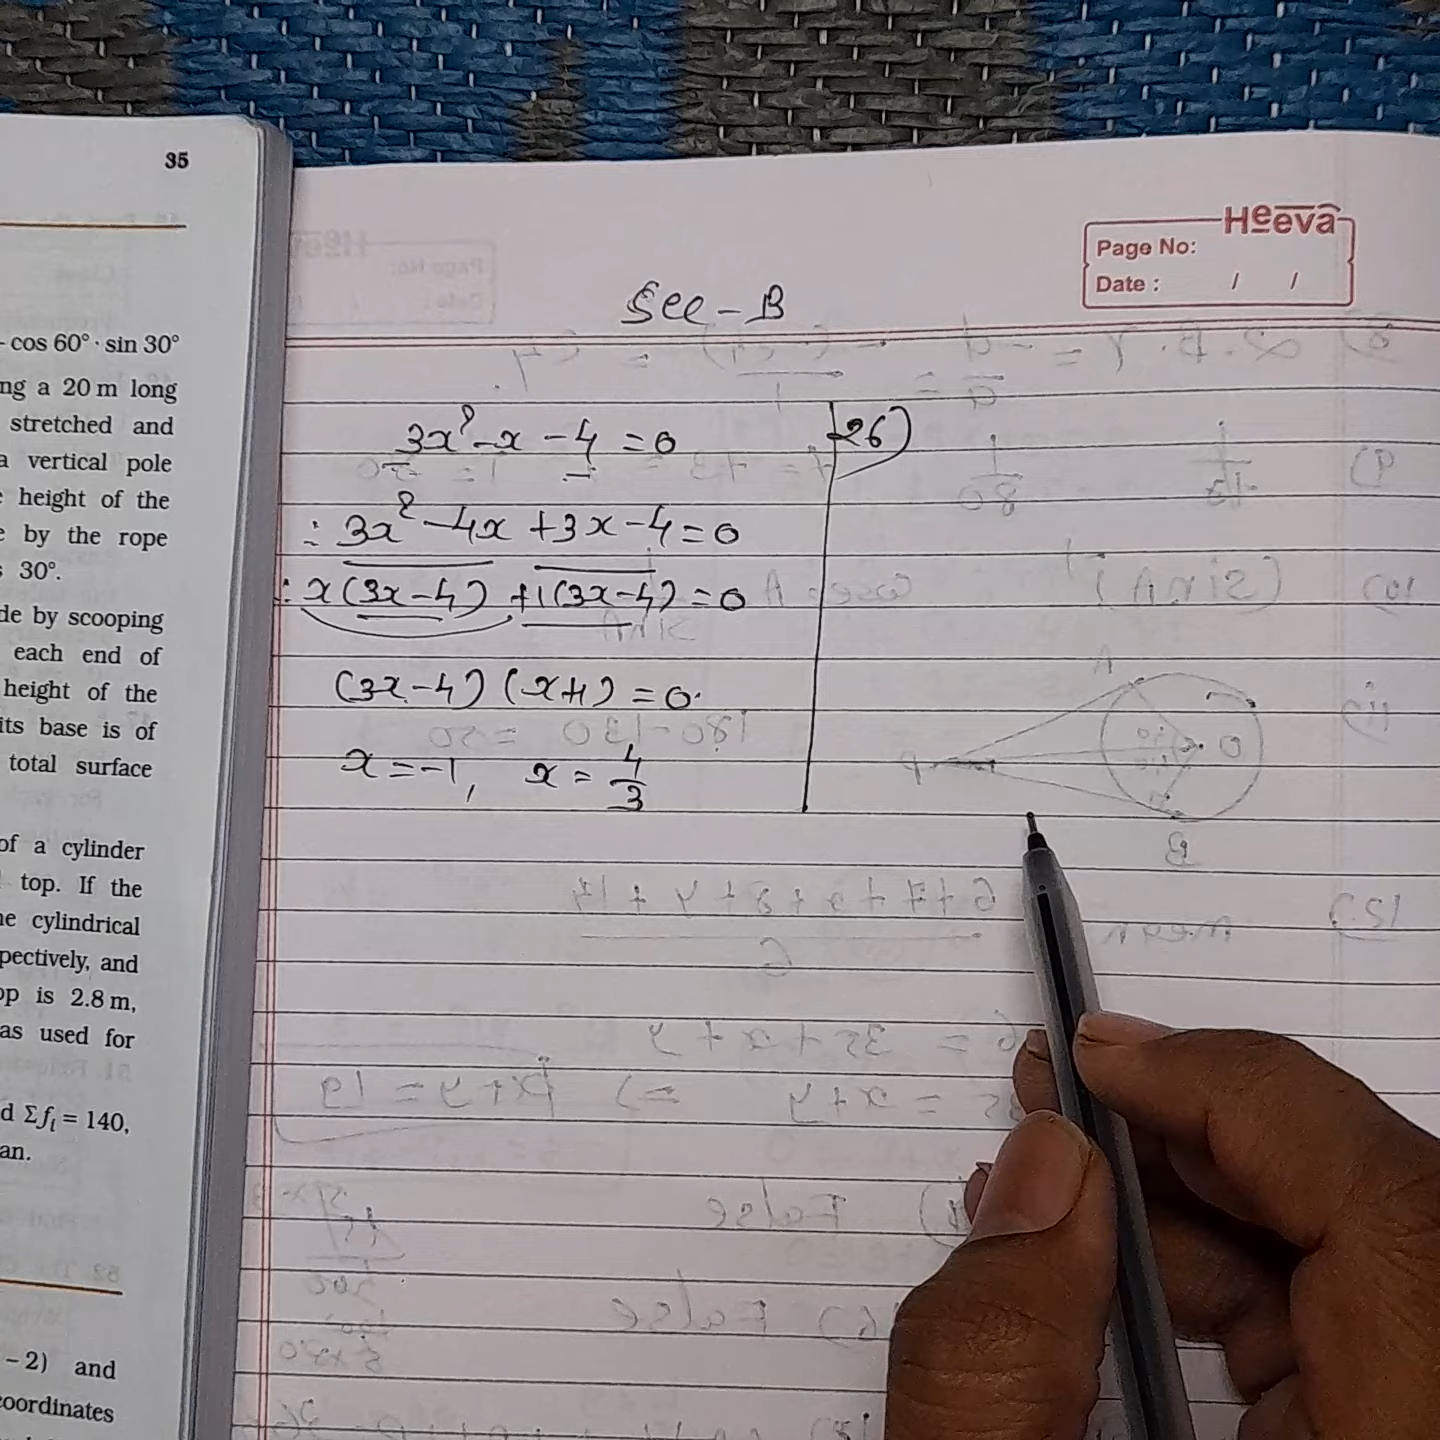 35
- cos 60° · sin 30°
ng a 20 m long
stretched and
a vertical pole
height of the
e by the rope
s 30°.
de by scooping
each end of
height of the
its base is of
total surface
of a cylinder
top. If the
ne cylindrical
pectively, and
op is 2.8 m,
as used for
d Σfᵢ = 140,
an.
- 2) and
coordinates
Heeva
Page No:
Date : / /
Sec - B
3x² - x - 4 = 0
∴ 3x² - 4x + 3x - 4 = 0
∴ x(3x-4) + 1(3x-4) = 0
(3x-4) (x+1) = 0.
x = -1, x = 4/3
26)